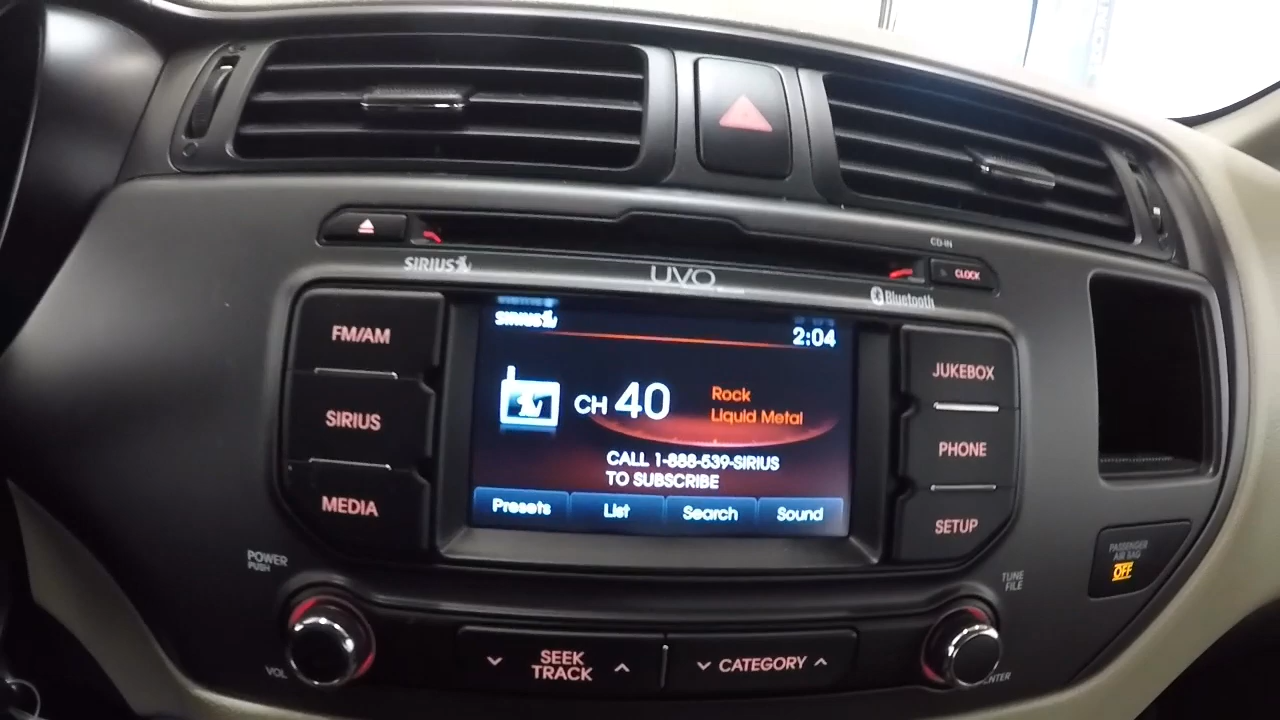 CD-IN
CLOCK
SIRIUS
UVO
Bluetooth
FM/AM
SIRIUS
MEDIA
SIRIUS
2:04
CH 40
Rock
Liquid Metal
CALL 1-888-539-SIRIUS
TO SUBSCRIBE
Presets
List
Search
Sound
JUKEBOX
PHONE
SETUP
PASSENGER
AIR BAG
OFF
POWER
PUSH
VOL
SEEK
TRACK
CATEGORY
TUNE
FILE